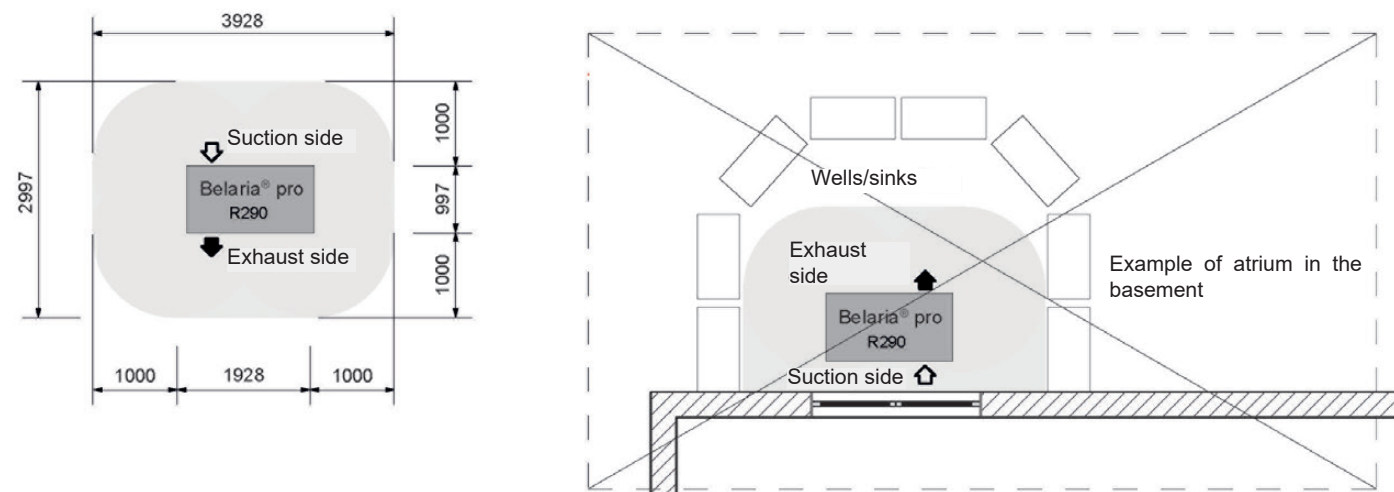 3928
2997
Suction side
Belaria® pro
R290
Exhaust side
1000
997
1000
1000
1928
1000
Wells/sinks
Exhaust
side
Belaria® pro
R290
Suction side
Example of atrium in the
basement